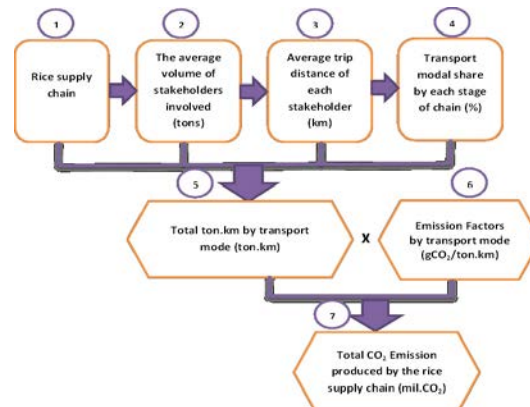 1
2
3
4
Rice supply
chain
The average
volume of
stakeholders
involved
(tons)
Average trip
distance of
each
stakeholder
(km)
Transport
modal share
by each stage
of chain (%)
5
6
Total ton.km by transport
mode (ton.km)
X
Emission Factors
by transport mode
(gCO₂/ton.km)
7
Total CO₂ Emission
produced by the rice
supply chain (mil.CO₂)